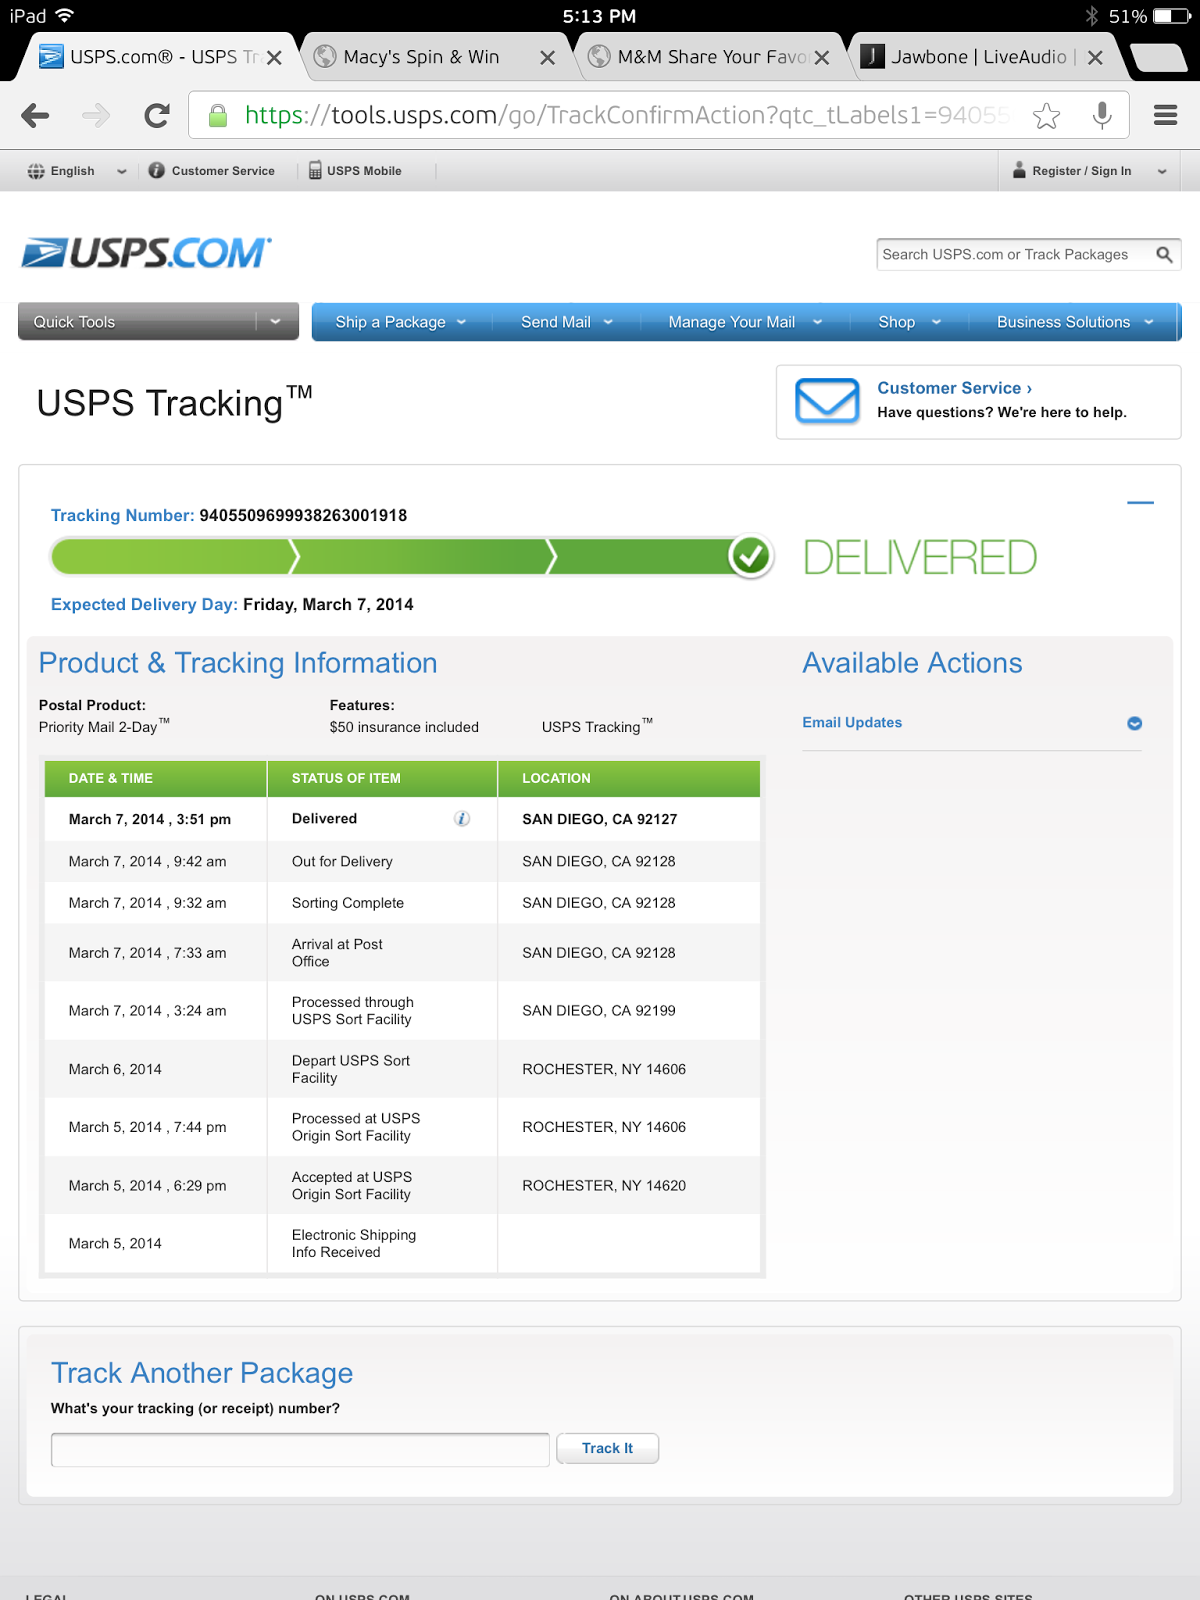 iPad 5:13 PM 51%
USPS.com® - USPS Tr Macy's Spin & Win M&M Share Your Favo Jawbone | LiveAudio |
https://tools.usps.com/go/TrackConfirmAction?qtc_tLabels1=94055
English Customer Service USPS Mobile Register / Sign In
USPS.COM®
Search USPS.com or Track Packages
Quick Tools Ship a Package Send Mail Manage Your Mail Shop Business Solutions
USPS Tracking™
Customer Service ›
Have questions? We're here to help.
Tracking Number: 9405509699938263001918
DELIVERED
Expected Delivery Day: Friday, March 7, 2014
Product & Tracking Information Available Actions
Postal Product: Features:
Priority Mail 2-Day™ $50 insurance included USPS Tracking™
Email Updates
DATE & TIME STATUS OF ITEM LOCATION
March 7, 2014 , 3:51 pm Delivered SAN DIEGO, CA 92127
March 7, 2014 , 9:42 am Out for Delivery SAN DIEGO, CA 92128
March 7, 2014 , 9:32 am Sorting Complete SAN DIEGO, CA 92128
March 7, 2014 , 7:33 am Arrival at Post
Office SAN DIEGO, CA 92128
March 7, 2014 , 3:24 am Processed through
USPS Sort Facility SAN DIEGO, CA 92199
March 6, 2014 Depart USPS Sort
Facility ROCHESTER, NY 14606
March 5, 2014 , 7:44 pm Processed at USPS
Origin Sort Facility ROCHESTER, NY 14606
March 5, 2014 , 6:29 pm Accepted at USPS
Origin Sort Facility ROCHESTER, NY 14620
March 5, 2014 Electronic Shipping
Info Received
Track Another Package
What's your tracking (or receipt) number?
Track It
LEGAL ON USPS.COM ON ABOUT.USPS.COM OTHER USPS SITES